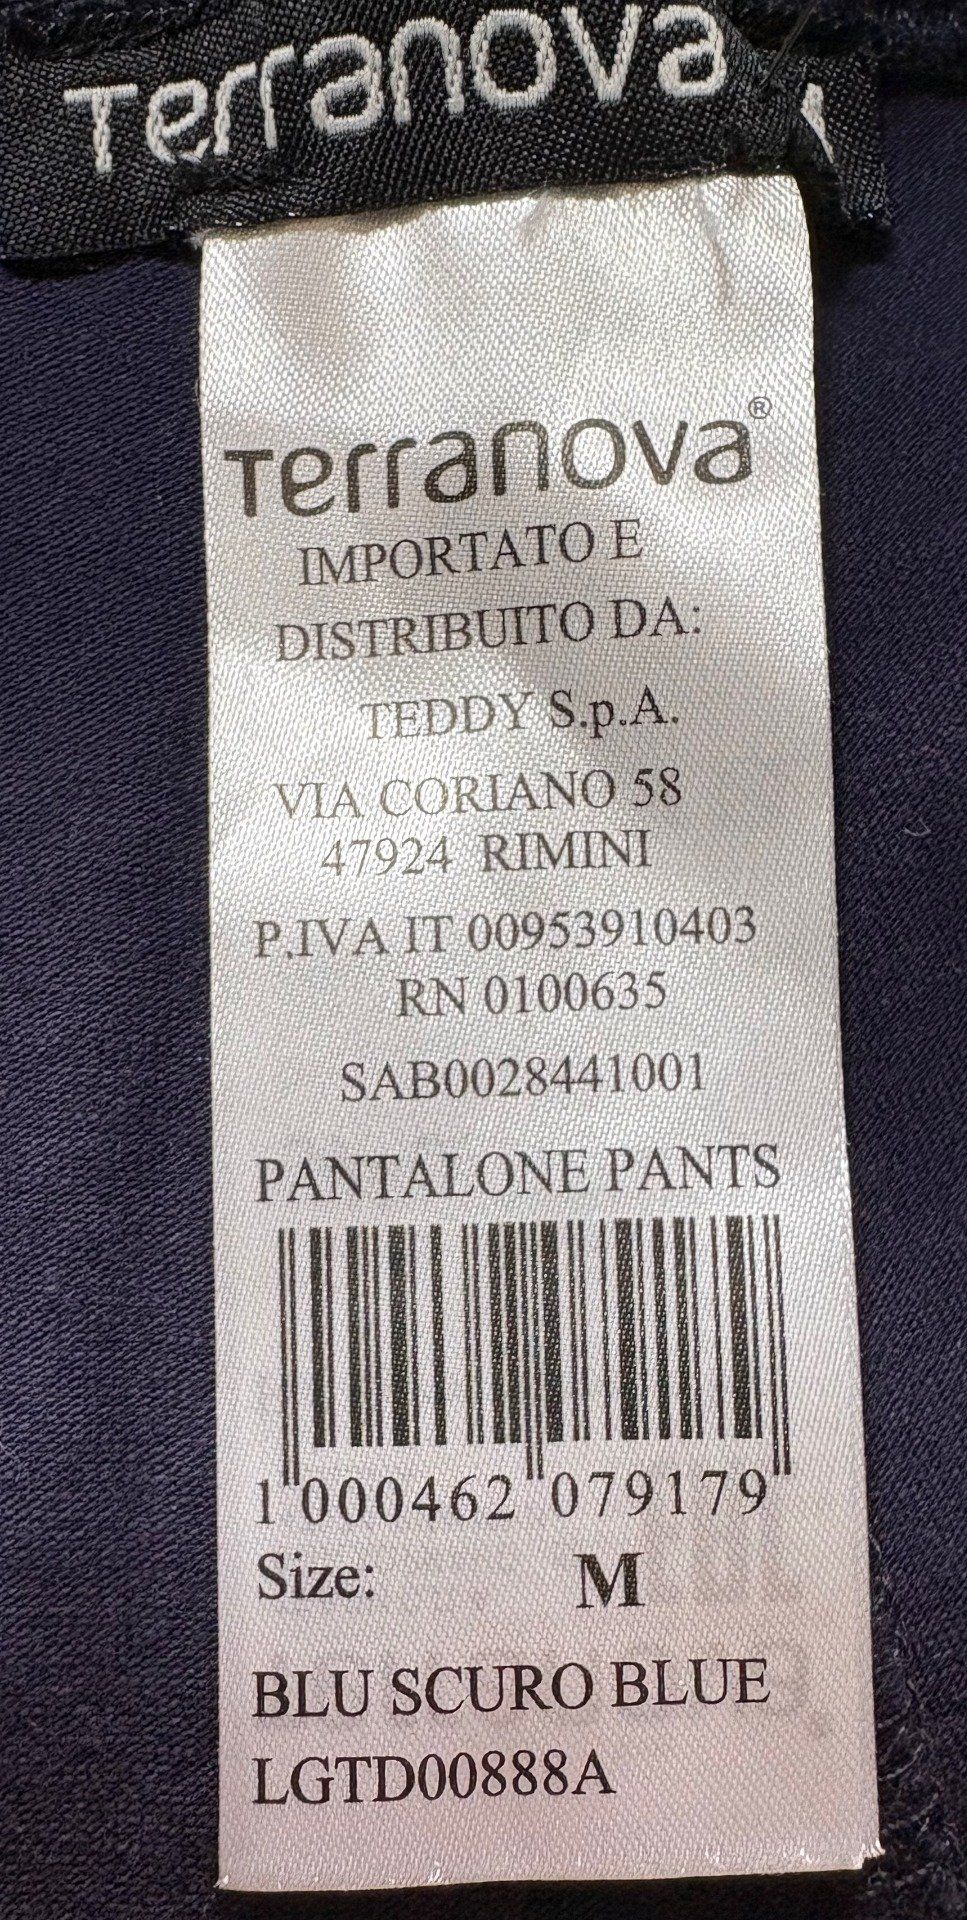 Terranova
Terranova®
IMPORTATO E
DISTRIBUITO DA:
TEDDY S.p.A.
VIA CORIANO 58
47924 RIMINI
P.IVA IT 00953910403
RN 0100635
SAB0028441001
PANTALONE PANTS
1 000462 079179
Size: M
BLU SCURO BLUE
LGTD00888A